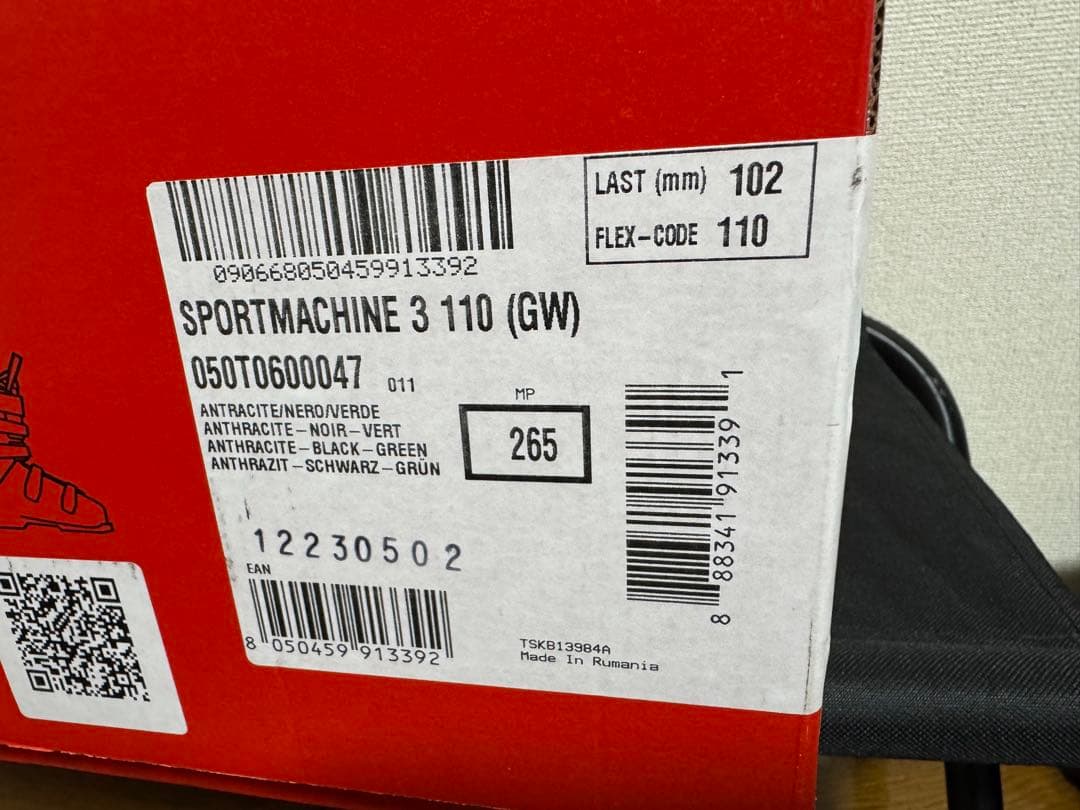 LAST (mm) 102
FLEX-CODE 110
090668050459913392
SPORTMACHINE 3 110 (GW)
050T0600047 011
ANTRACITE/NERO/VERDE
ANTHRACITE-NOIR-VERT
ANTHRACITE-BLACK-GREEN
ANTHRAZIT-SCHWARZ-GRÜN
MP
265
12230502
EAN
8 050459 913392
8 88341 91339 1
TSKB13984A
Made In Rumania